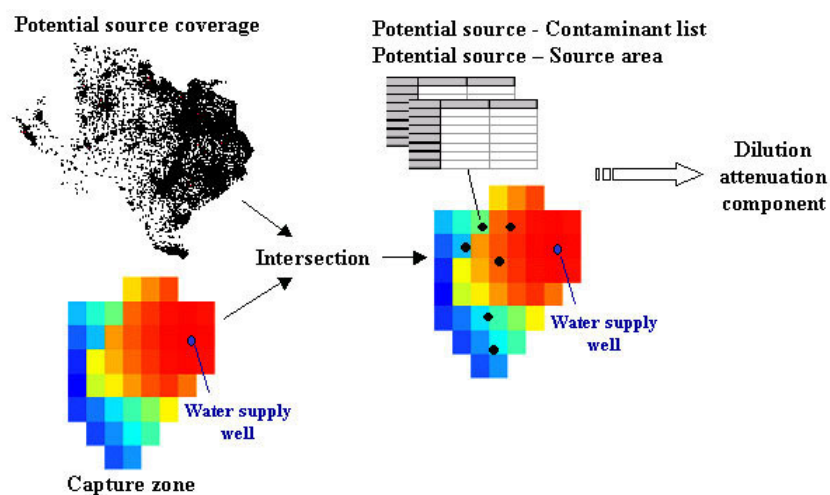 Potential source coverage
Potential source - Contaminant list
Potential source – Source area
Dilution
attenuation
component
Intersection
Water supply
well
Water supply
well
Capture zone